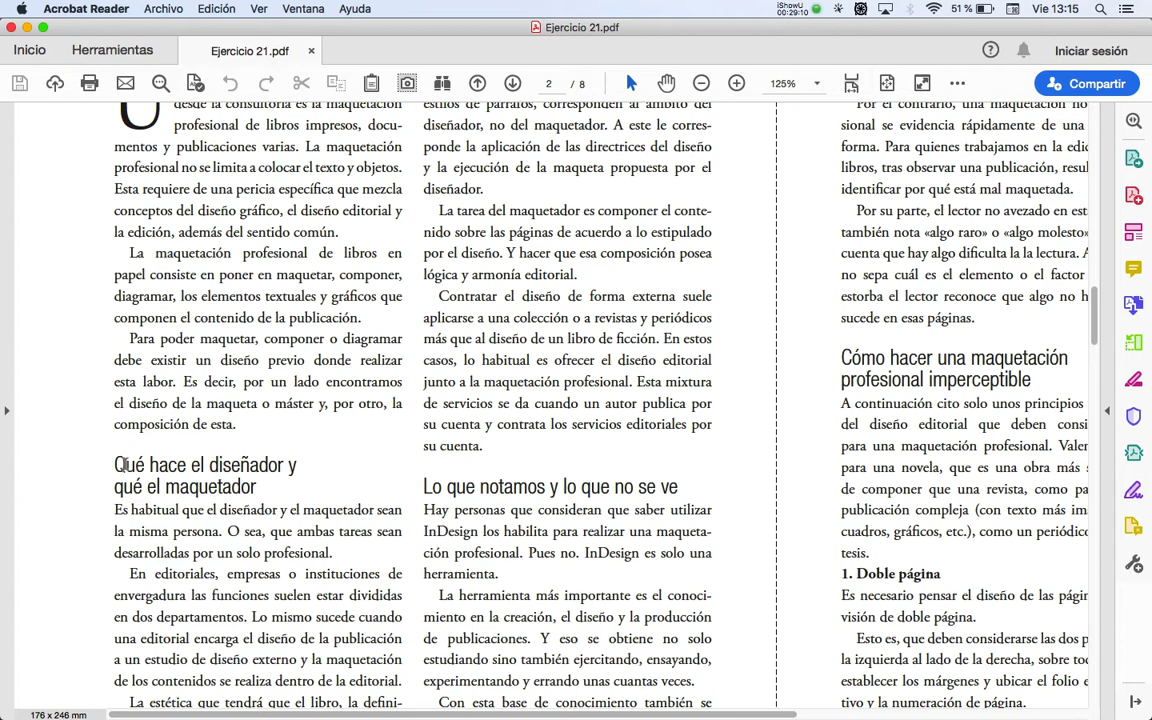 Acrobat Reader Archivo Edición Ver Ventana Ayuda
iShowU
00:29:10
51 % Vie 13:15
Ejercicio 21.pdf
Inicio Herramientas Ejercicio 21.pdf × Iniciar sesión
2 / 8 125% Compartir
U desde la consultoría es la maquetación
profesional de libros impresos, docu-
mentos y publicaciones varias. La maquetación
profesional no se limita a colocar el texto y objetos.
Esta requiere de una pericia específica que mezcla
conceptos del diseño gráfico, el diseño editorial y
la edición, además del sentido común.
La maquetación profesional de libros en
papel consiste en poner en maquetar, componer,
diagramar, los elementos textuales y gráficos que
componen el contenido de la publicación.
Para poder maquetar, componer o diagramar
debe existir un diseño previo donde realizar
esta labor. Es decir, por un lado encontramos
el diseño de la maqueta o máster y, por otro, la
composición de esta.
Qué hace el diseñador y
qué el maquetador
Es habitual que el diseñador y el maquetador sean
la misma persona. O sea, que ambas tareas sean
desarrolladas por un solo profesional.
En editoriales, empresas o instituciones de
envergadura las funciones suelen estar divididas
en dos departamentos. Lo mismo sucede cuando
una editorial encarga el diseño de la publicación
a un estudio de diseño externo y la maquetación
de los contenidos se realiza dentro de la editorial.
La estética que tendrá que el libro, la defini-
estilos de párrafos, corresponden al ámbito del
diseñador, no del maquetador. A este le corres-
ponde la aplicación de las directrices del diseño
y la ejecución de la maqueta propuesta por el
diseñador.
La tarea del maquetador es componer el conte-
nido sobre las páginas de acuerdo a lo estipulado
por el diseño. Y hacer que esa composición posea
lógica y armonía editorial.
Contratar el diseño de forma externa suele
aplicarse a una colección o a revistas y periódicos
más que al diseño de un libro de ficción. En estos
casos, lo habitual es ofrecer el diseño editorial
junto a la maquetación profesional. Esta mixtura
de servicios se da cuando un autor publica por
su cuenta y contrata los servicios editoriales por
su cuenta.
Lo que notamos y lo que no se ve
Hay personas que consideran que saber utilizar
InDesign los habilita para realizar una maqueta-
ción profesional. Pues no. InDesign es solo una
herramienta.
La herramienta más importante es el conoci-
miento en la creación, el diseño y la producción
de publicaciones. Y eso se obtiene no solo
estudiando sino también ejercitando, ensayando,
experimentando y errando unas cuantas veces.
Con esta base de conocimiento también se
Por el contrario, una maquetación no
sional se evidencia rápidamente de una
forma. Para quienes trabajamos en la edic
libros, tras observar una publicación, resul
identificar por qué está mal maquetada.
Por su parte, el lector no avezado en est
también nota «algo raro» o «algo molesto»
cuenta que hay algo dificulta la la lectura. A
no sepa cuál es el elemento o el factor
estorba el lector reconoce que algo no h
sucede en esas páginas.
Cómo hacer una maquetación
profesional imperceptible
A continuación cito solo unos principios
del diseño editorial que deben consi
para una maquetación profesional. Valen
para una novela, que es una obra más s
de componer que una revista, como pa
publicación compleja (con texto más im
cuadros, gráficos, etc.), como un periódic
tesis.
1. Doble página
Es necesario pensar el diseño de las págin
visión de doble página.
Esto es, que deben considerarse las dos p
la izquierda al lado de la derecha, sobre tod
establecer los márgenes y ubicar el folio e
tivo y la numeración de página.
176 x 246 mm